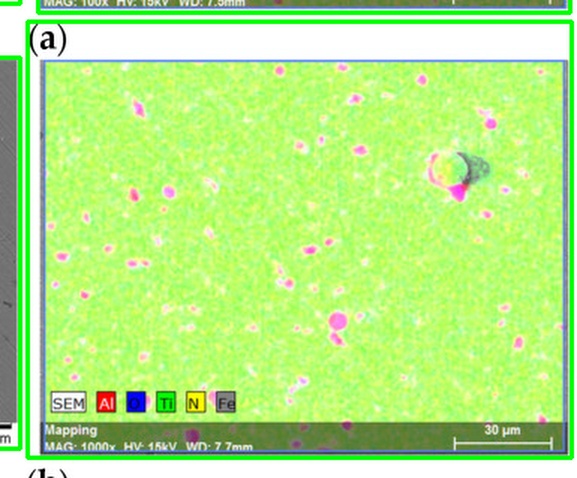 MAG: 100x HV: 15kV WD: 7.5mm
(a)
SEM Al O Ti N Fe
Mapping 30 µm
MAG: 1000x HV: 15kV WD: 7.7mm
m
(b)